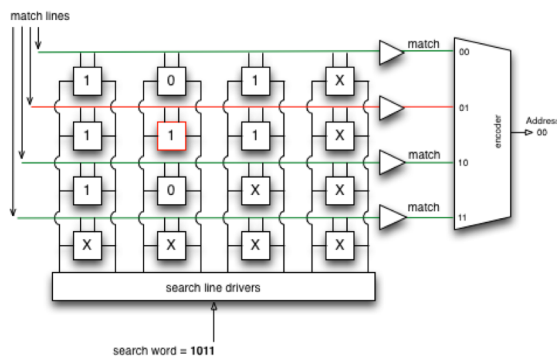 match lines
match
00
1 0 1 X
match
01
1 1 1 X
match
10
1 0 X X
match
11
X X X X
encoder
Address
00
search line drivers
search word = 1011